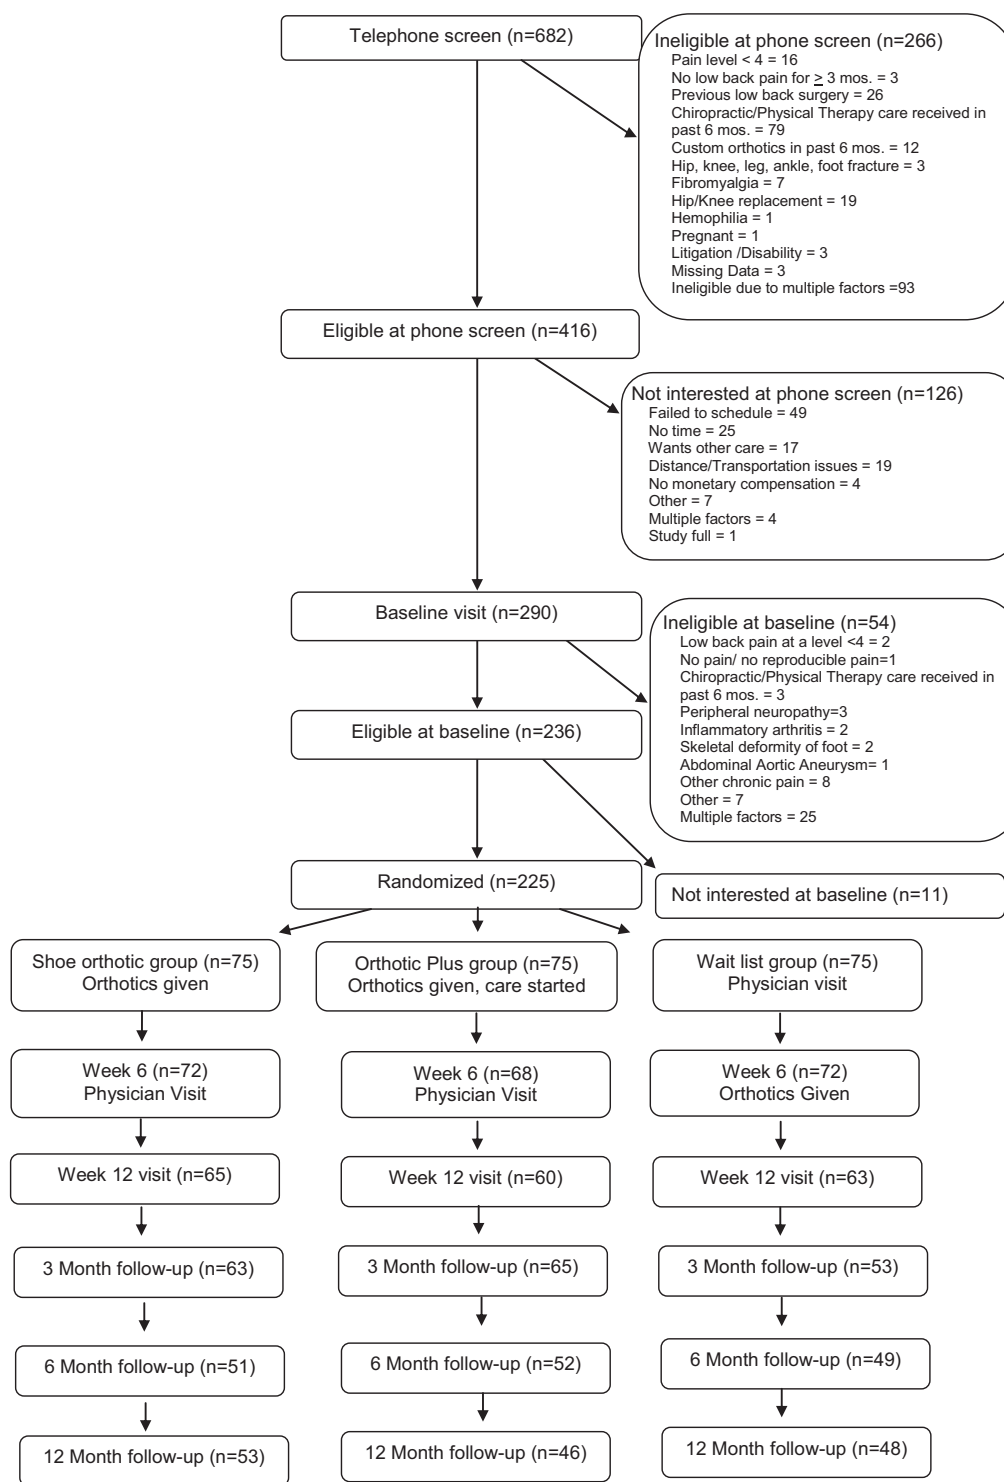 Telephone screen (n=682)
Ineligible at phone screen (n=266)
Pain level < 4 = 16
No low back pain for ≥ 3 mos. = 3
Previous low back surgery = 26
Chiropractic/Physical Therapy care received in
past 6 mos. = 79
Custom orthotics in past 6 mos. = 12
Hip, knee, leg, ankle, foot fracture = 3
Fibromyalgia = 7
Hip/Knee replacement = 19
Hemophilia = 1
Pregnant = 1
Litigation /Disability = 3
Missing Data = 3
Ineligible due to multiple factors =93
Eligible at phone screen (n=416)
Not interested at phone screen (n=126)
Failed to schedule = 49
No time = 25
Wants other care = 17
Distance/Transportation issues = 19
No monetary compensation = 4
Other = 7
Multiple factors = 4
Study full = 1
Baseline visit (n=290)
Ineligible at baseline (n=54)
Low back pain at a level <4 = 2
No pain/ no reproducible pain=1
Chiropractic/Physical Therapy care received in
past 6 mos. = 3
Peripheral neuropathy=3
Inflammatory arthritis = 2
Skeletal deformity of foot = 2
Abdominal Aortic Aneurysm= 1
Other chronic pain = 8
Other = 7
Multiple factors = 25
Eligible at baseline (n=236)
Randomized (n=225)
Not interested at baseline (n=11)
Shoe orthotic group (n=75)
Orthotics given
Orthotic Plus group (n=75)
Orthotics given, care started
Wait list group (n=75)
Physician visit
Week 6 (n=72)
Physician Visit
Week 6 (n=68)
Physician Visit
Week 6 (n=72)
Orthotics Given
Week 12 visit (n=65)
Week 12 visit (n=60)
Week 12 visit (n=63)
3 Month follow-up (n=63)
3 Month follow-up (n=65)
3 Month follow-up (n=53)
6 Month follow-up (n=51)
6 Month follow-up (n=52)
6 Month follow-up (n=49)
12 Month follow-up (n=53)
12 Month follow-up (n=46)
12 Month follow-up (n=48)